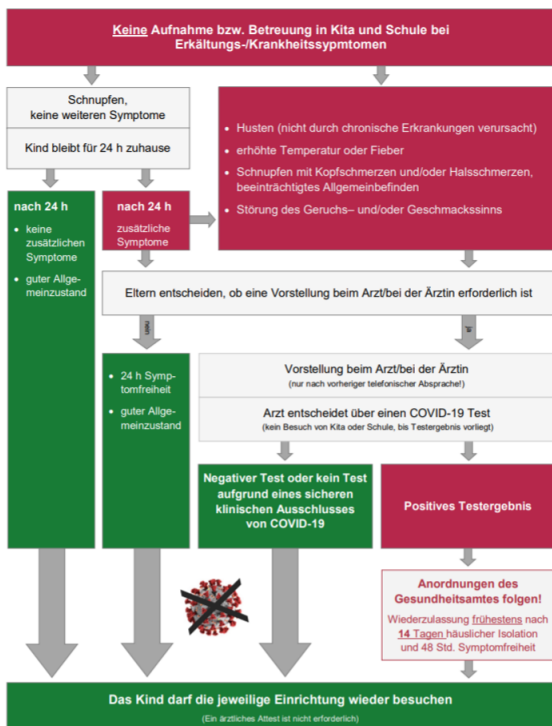 Keine Aufnahme bzw. Betreuung in Kita und Schule bei
Erkältungs-/Krankheitssypmtomen
Schnupfen,
keine weiteren Symptome
Kind bleibt für 24 h zuhause
• Husten (nicht durch chronische Erkrankungen verursacht)
• erhöhte Temperatur oder Fieber
• Schnupfen mit Kopfschmerzen und/oder Halsschmerzen,
beeinträchtigtes Allgemeinbefinden
• Störung des Geruchs– und/oder Geschmackssinns
nach 24 h
• keine
zusätzlichen
Symptome
• guter Allge-
meinzustand
nach 24 h
zusätzliche
Symptome
Eltern entscheiden, ob eine Vorstellung beim Arzt/bei der Ärztin erforderlich ist
nein
ja
• 24 h Symp-
tomfreiheit
• guter Allge-
meinzustand
Vorstellung beim Arzt/bei der Ärztin
(nur nach vorheriger telefonischer Absprache!)
Arzt entscheidet über einen COVID-19 Test
(kein Besuch von Kita oder Schule, bis Testergebnis vorliegt)
Negativer Test oder kein Test
aufgrund eines sicheren
klinischen Ausschlusses
von COVID-19
Positives Testergebnis
Anordnungen des
Gesundheitsamtes folgen!
Wiederzulassung frühestens nach
14 Tagen häuslicher Isolation
und 48 Std. Symptomfreiheit
Das Kind darf die jeweilige Einrichtung wieder besuchen
(Ein ärztliches Attest ist nicht erforderlich)